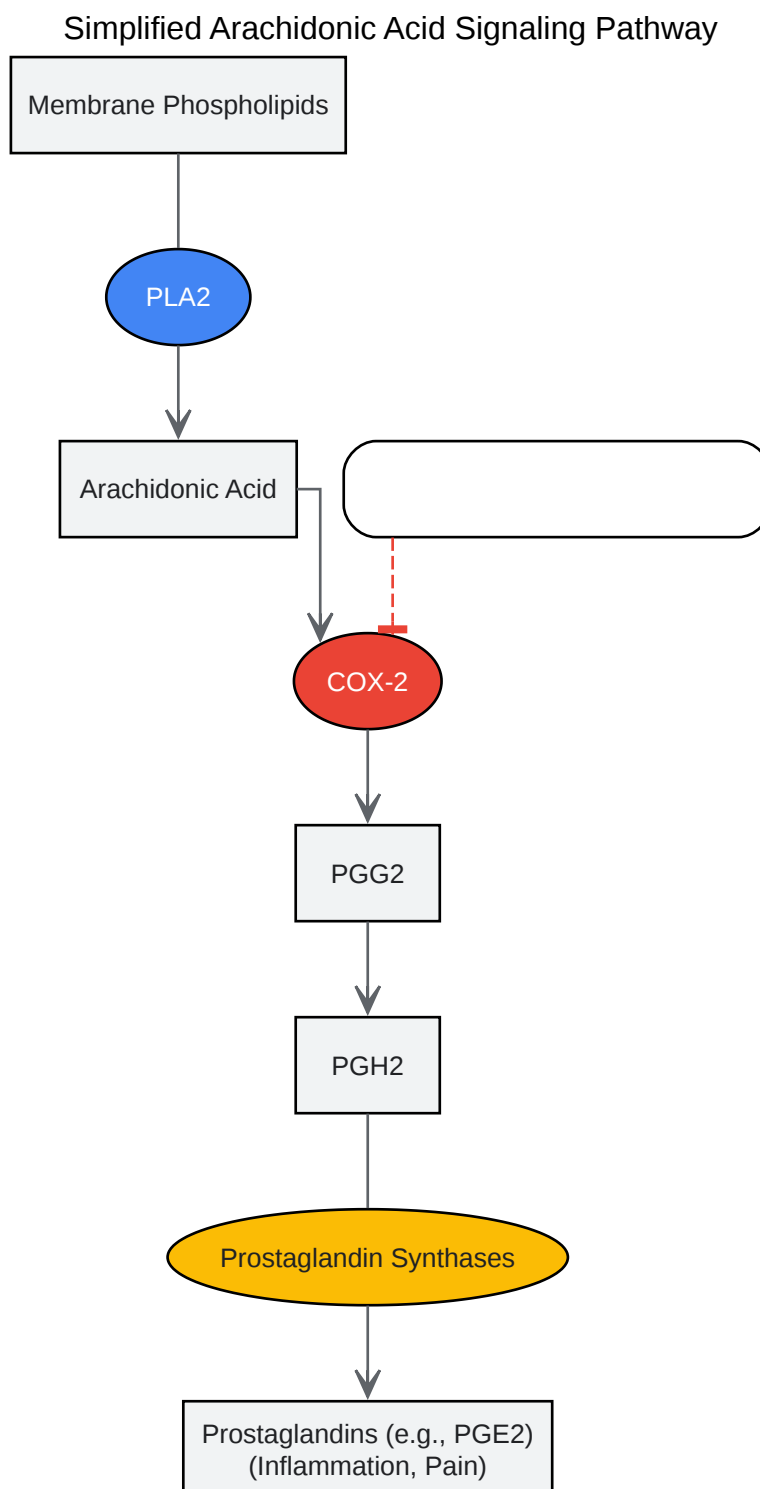 Simplified Arachidonic Acid Signaling Pathway
Membrane Phospholipids
PLA2
Arachidonic Acid
COX-2
PGG2
PGH2
Prostaglandin Synthases
Prostaglandins (e.g., PGE2)
(Inflammation, Pain)